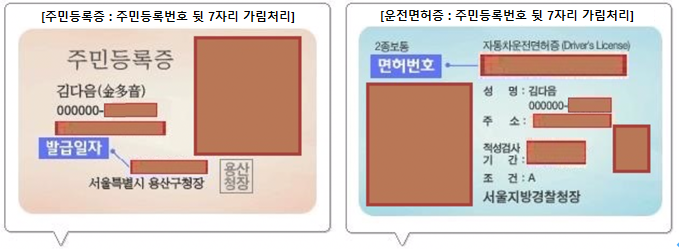 [주민등록증 : 주민등록번호 뒷 7자리 가림처리]
주민등록증
김다음(金多音)
000000-
발급일자
서울특별시 용산구청장
용산
청장
[운전면허증 : 주민등록번호 뒷 7자리 가림처리]
2종보통
자동차운전면허증 (Driver's License)
면허번호
성 명 : 김다음
000000-
주 소 :
적성검사
기 간 :
조 건 : A
서울지방경찰청장